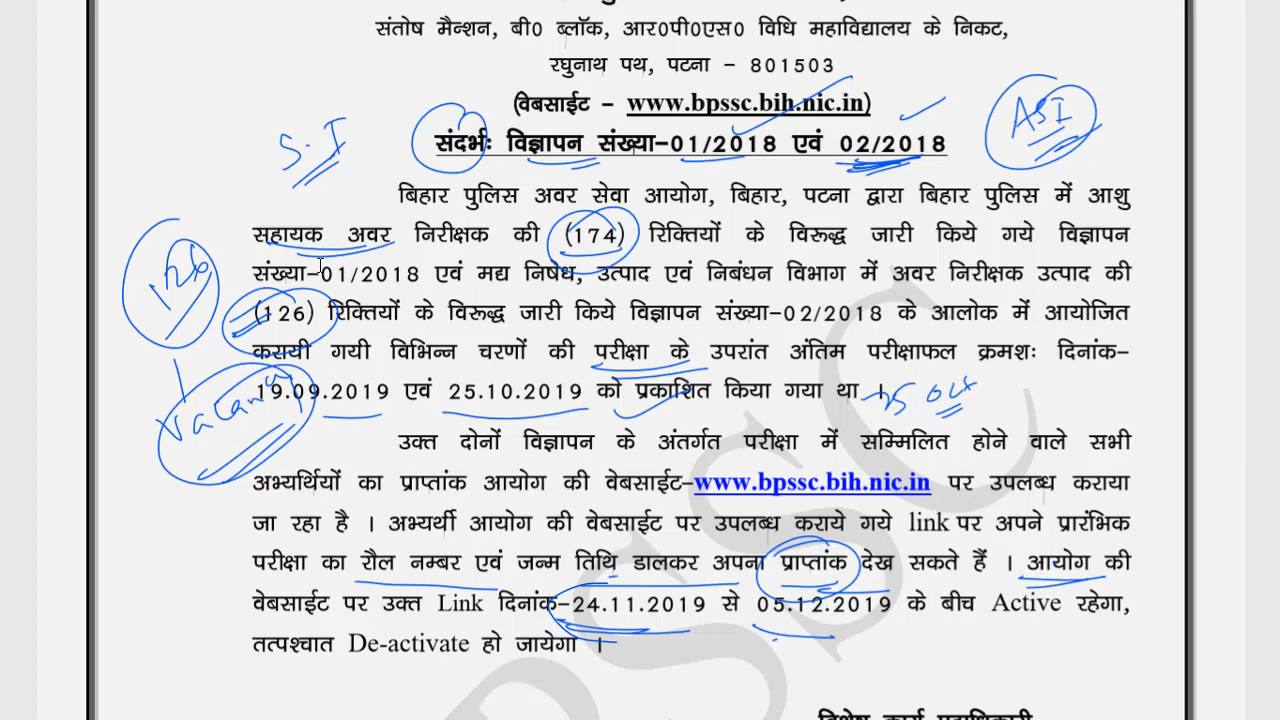 संतोष मैन्शन, बी0 ब्लॉक, आर0पी0एस0 विधि महाविद्यालय के निकट,
रघुनाथ पथ, पटना - 801503
(वेबसाईट - www.bpssc.bih.nic.in)
ASI
S.I
संदर्भः विज्ञापन संख्या-01/2018 एवं 02/2018
बिहार पुलिस अवर सेवा आयोग, बिहार, पटना द्वारा बिहार पुलिस में आशु
सहायक अवर निरीक्षक की (174) रिक्तियों के विरूद्ध जारी किये गये विज्ञापन
संख्या-01/2018 एवं मद्य निषेध, उत्पाद एवं निबंधन विभाग में अवर निरीक्षक उत्पाद की
126
(126) रिक्तियों के विरूद्ध जारी किये विज्ञापन संख्या-02/2018 के आलोक में आयोजित
करायी गयी विभिन्न चरणों की परीक्षा के उपरांत अंतिम परीक्षाफल क्रमशः दिनांक-
19.09.2019 एवं 25.10.2019 को प्रकाशित किया गया था ।
Vacancy
उक्त दोनों विज्ञापन के अंतर्गत परीक्षा में सम्मिलित होने वाले सभी
अभ्यर्थियों का प्राप्तांक आयोग की वेबसाईट-www.bpssc.bih.nic.in पर उपलब्ध कराया
जा रहा है । अभ्यर्थी आयोग की वेबसाईट पर उपलब्ध कराये गये link पर अपने प्रारंभिक
परीक्षा का रौल नम्बर एवं जन्म तिथि डालकर अपना प्राप्तांक देख सकते हैं । आयोग की
वेबसाईट पर उक्त Link दिनांक-24.11.2019 से 05.12.2019 के बीच Active रहेगा,
तत्पश्चात De-activate हो जायेगा ।
BPSSC